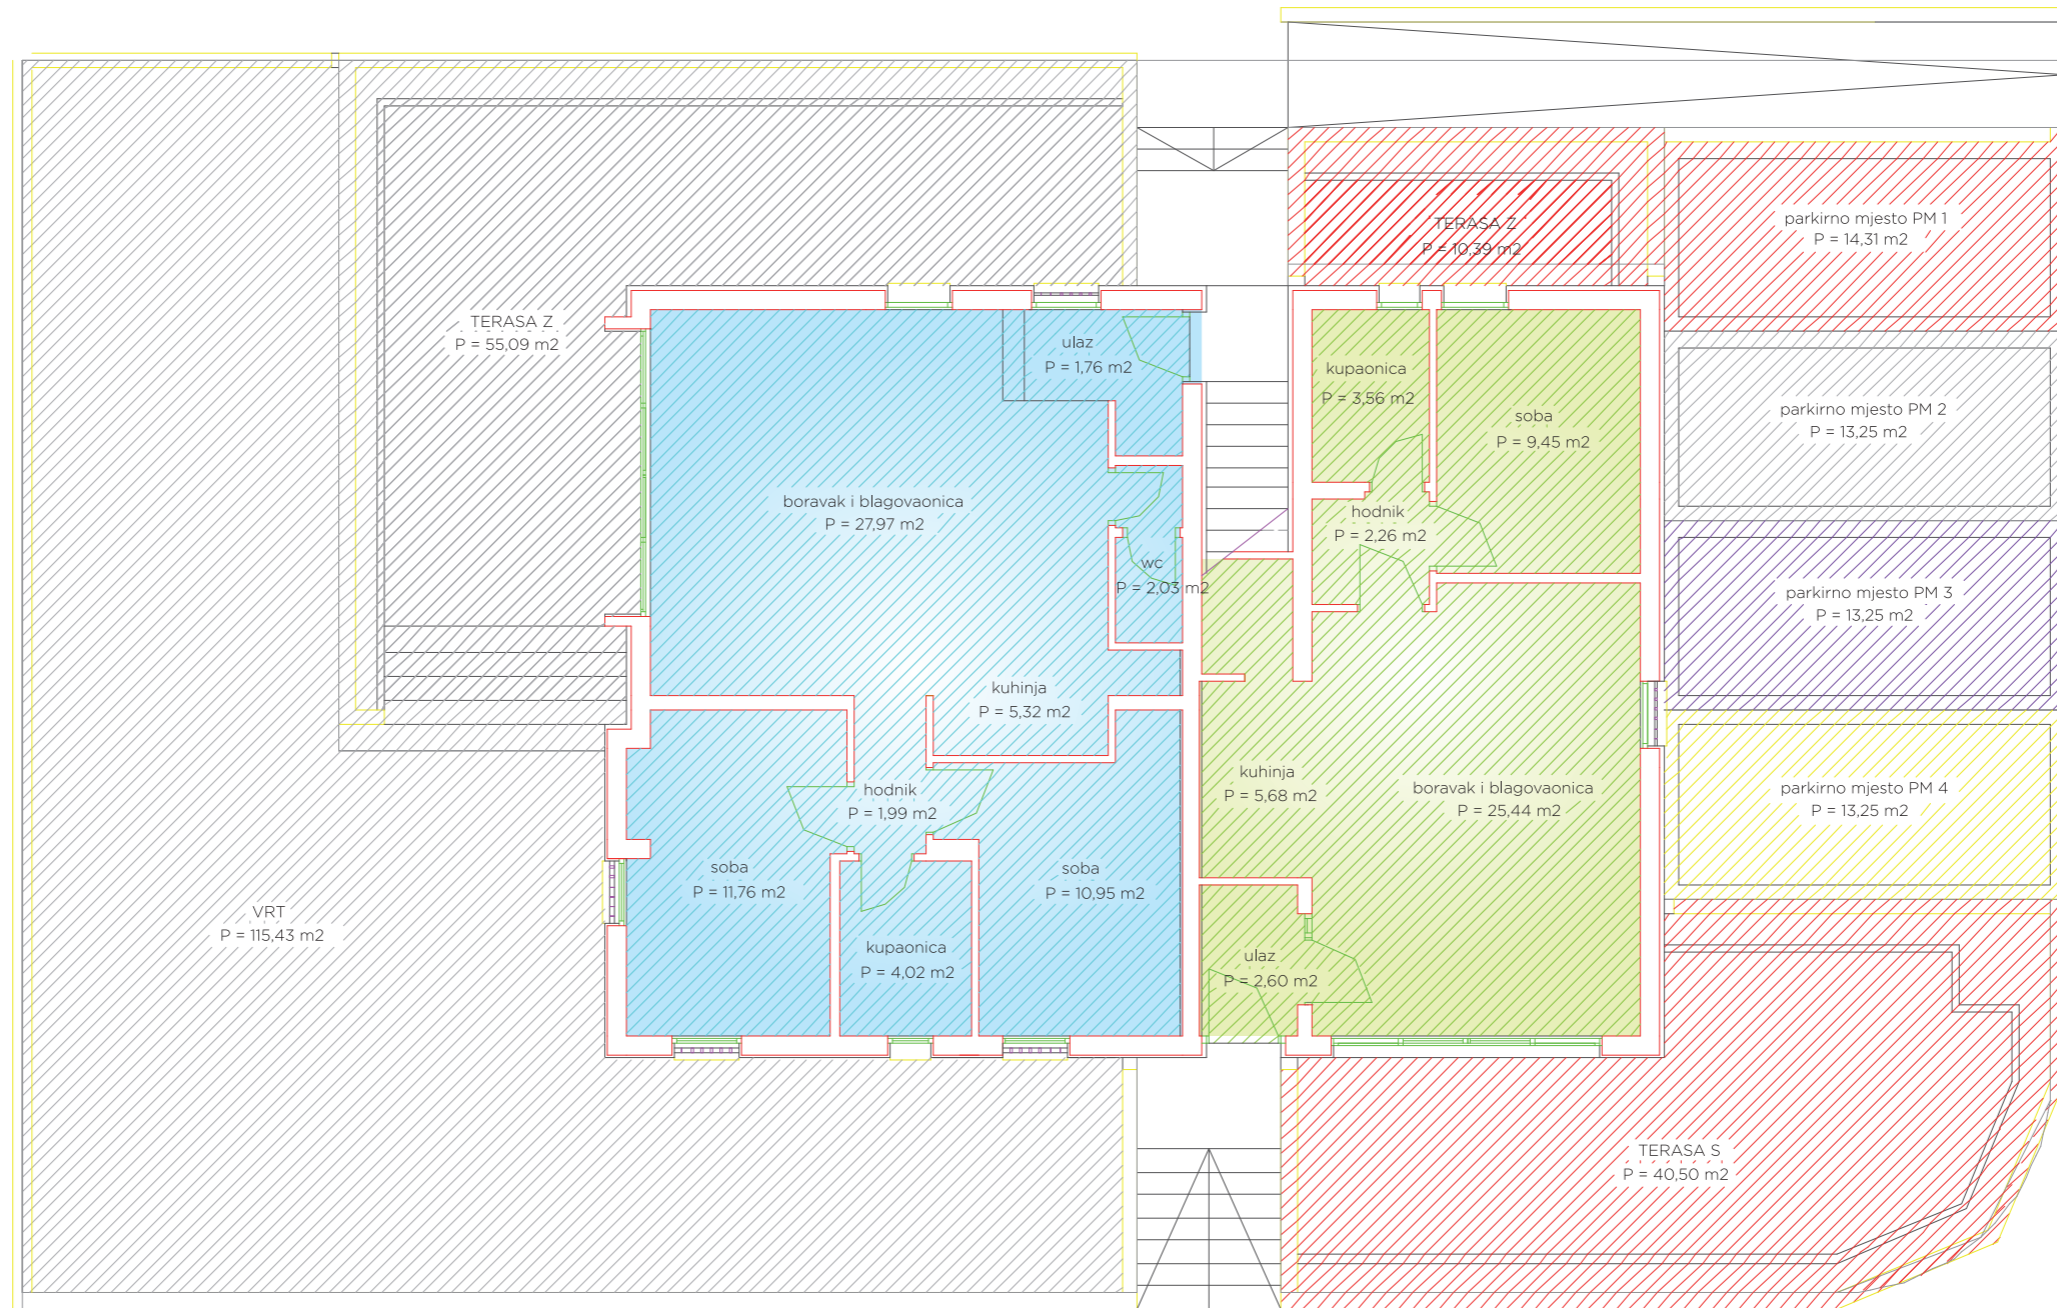 TERASA Z
P = 55,09 m2
ulaz
P = 1,76 m2
boravak i blagovaonica
P = 27,97 m2
wc
P = 2,03 m2
kuhinja
P = 5,32 m2
hodnik
P = 1,99 m2
soba
P = 11,76 m2
soba
P = 10,95 m2
kupaonica
P = 4,02 m2
VRT
P = 115,43 m2
TERASA Z
P = 10,39 m2
kupaonica
P = 3,56 m2
soba
P = 9,45 m2
hodnik
P = 2,26 m2
kuhinja
P = 5,68 m2
boravak i blagovaonica
P = 25,44 m2
ulaz
P = 2,60 m2
parkirno mjesto PM 1
P = 14,31 m2
parkirno mjesto PM 2
P = 13,25 m2
parkirno mjesto PM 3
P = 13,25 m2
parkirno mjesto PM 4
P = 13,25 m2
TERASA S
P = 40,50 m2